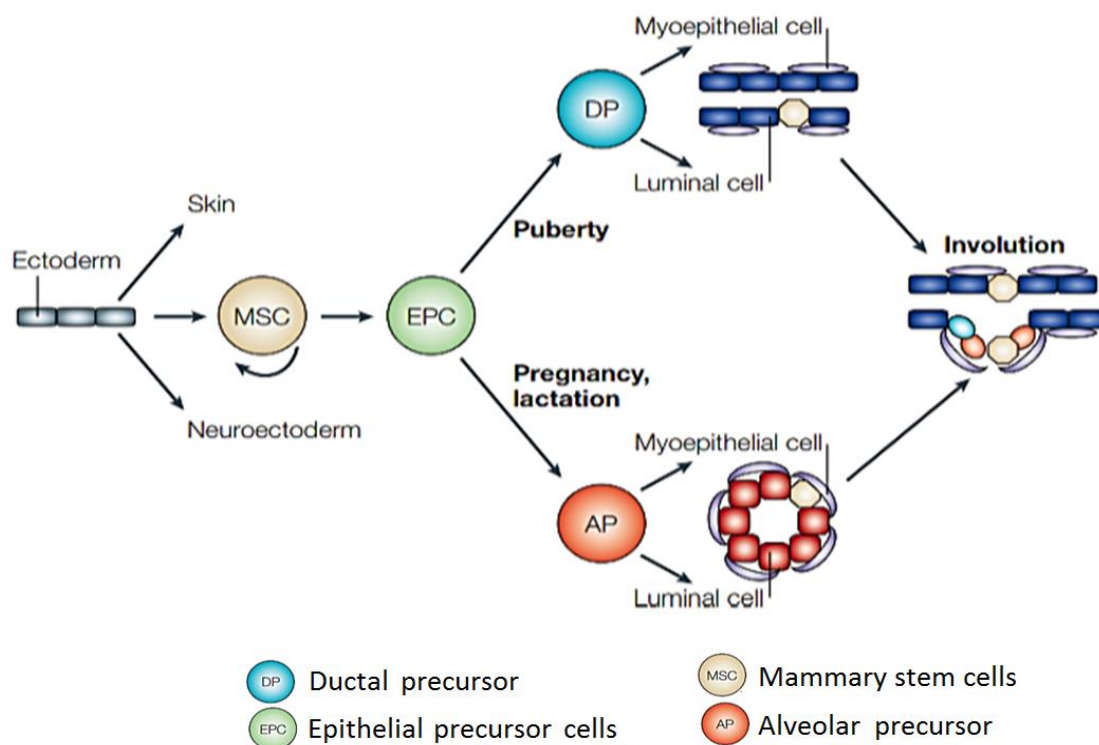 Myoepithelial cell
DP
Luminal cell
Skin
Puberty
Involution
Ectoderm
MSC
EPC
Pregnancy,
lactation
Neuroectoderm
Myoepithelial cell
AP
Luminal cell
DP Ductal precursor
MSC Mammary stem cells
EPC Epithelial precursor cells
AP Alveolar precursor